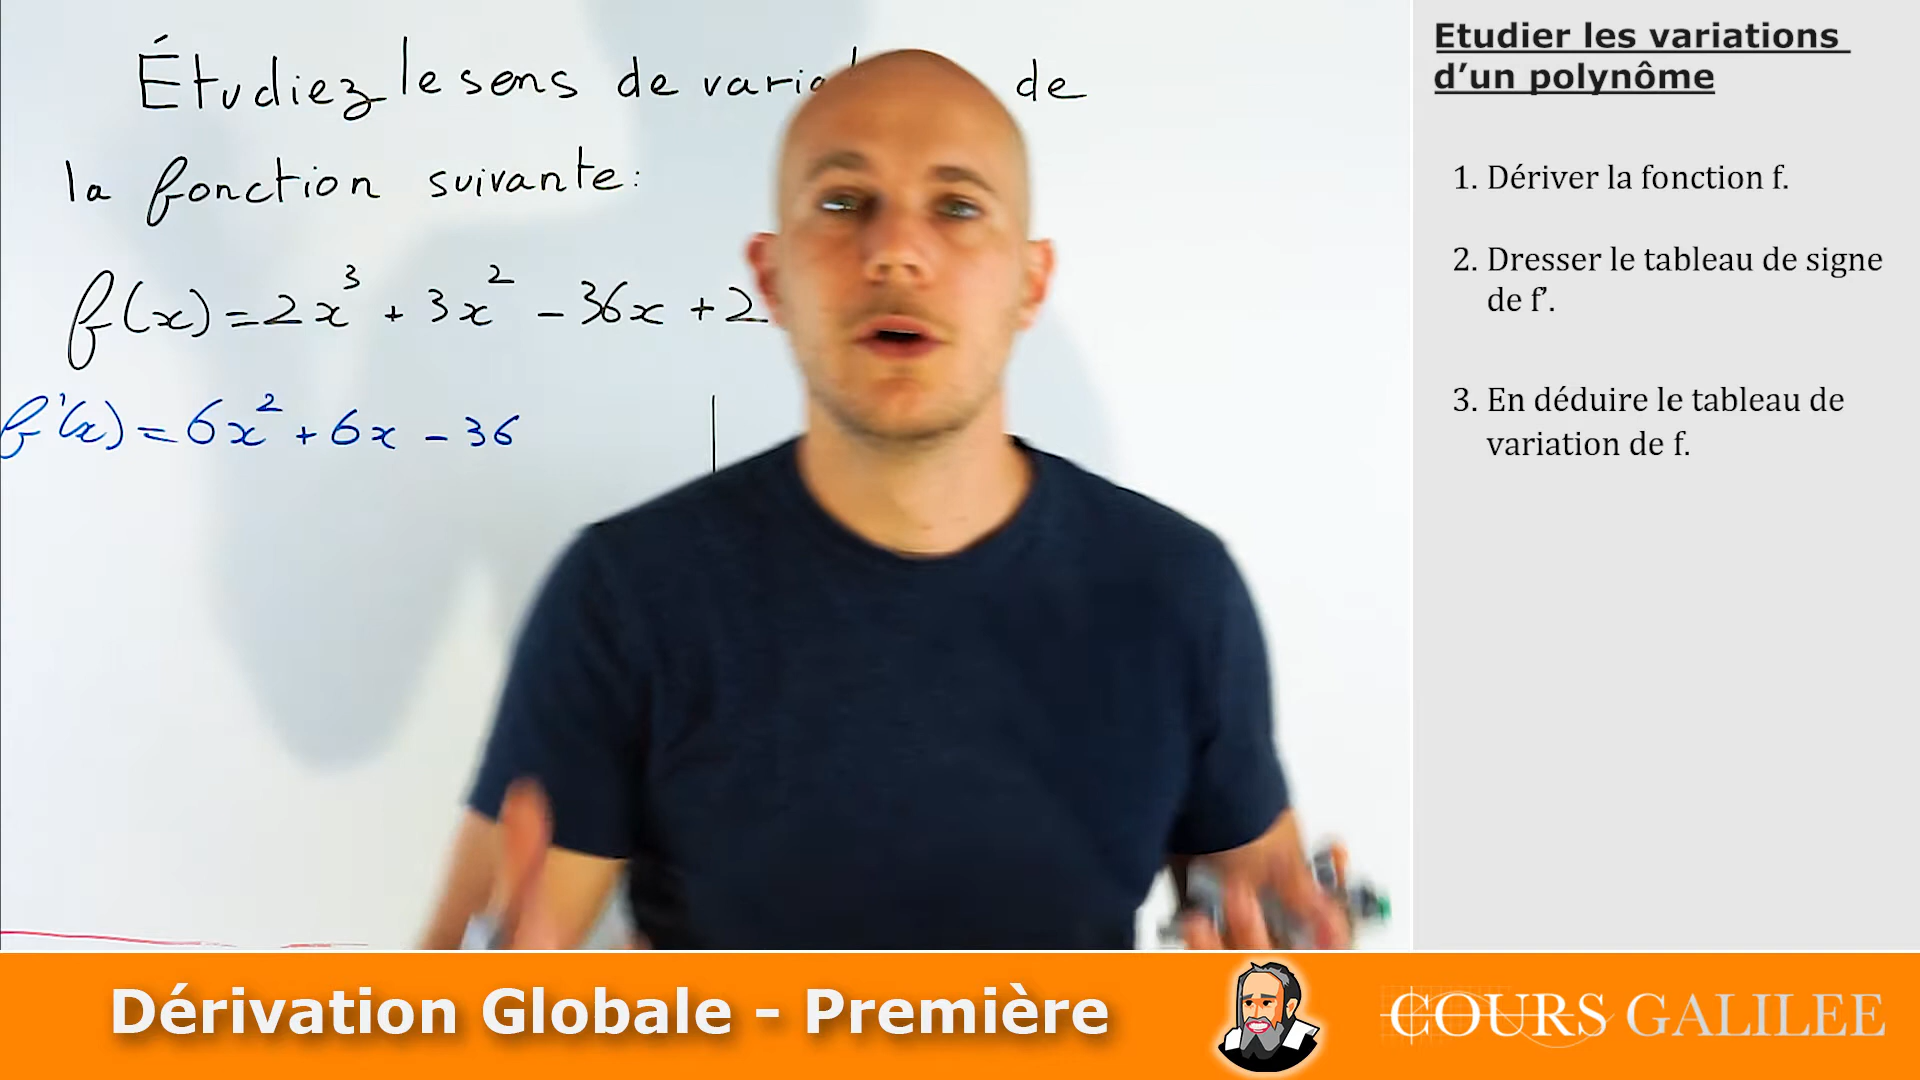 Étudiez le sens de de
la fonction suivante:
f(x) = 2x³ + 3x² - 36x + 2
f'(x) = 6x² + 6x - 36
Etudier les variations
d’un polynôme
1. Dériver la fonction f.
2. Dresser le tableau de signe
de f’.
3. En déduire le tableau de
variation de f.
Dérivation Globale - Première
COURS GALILEE